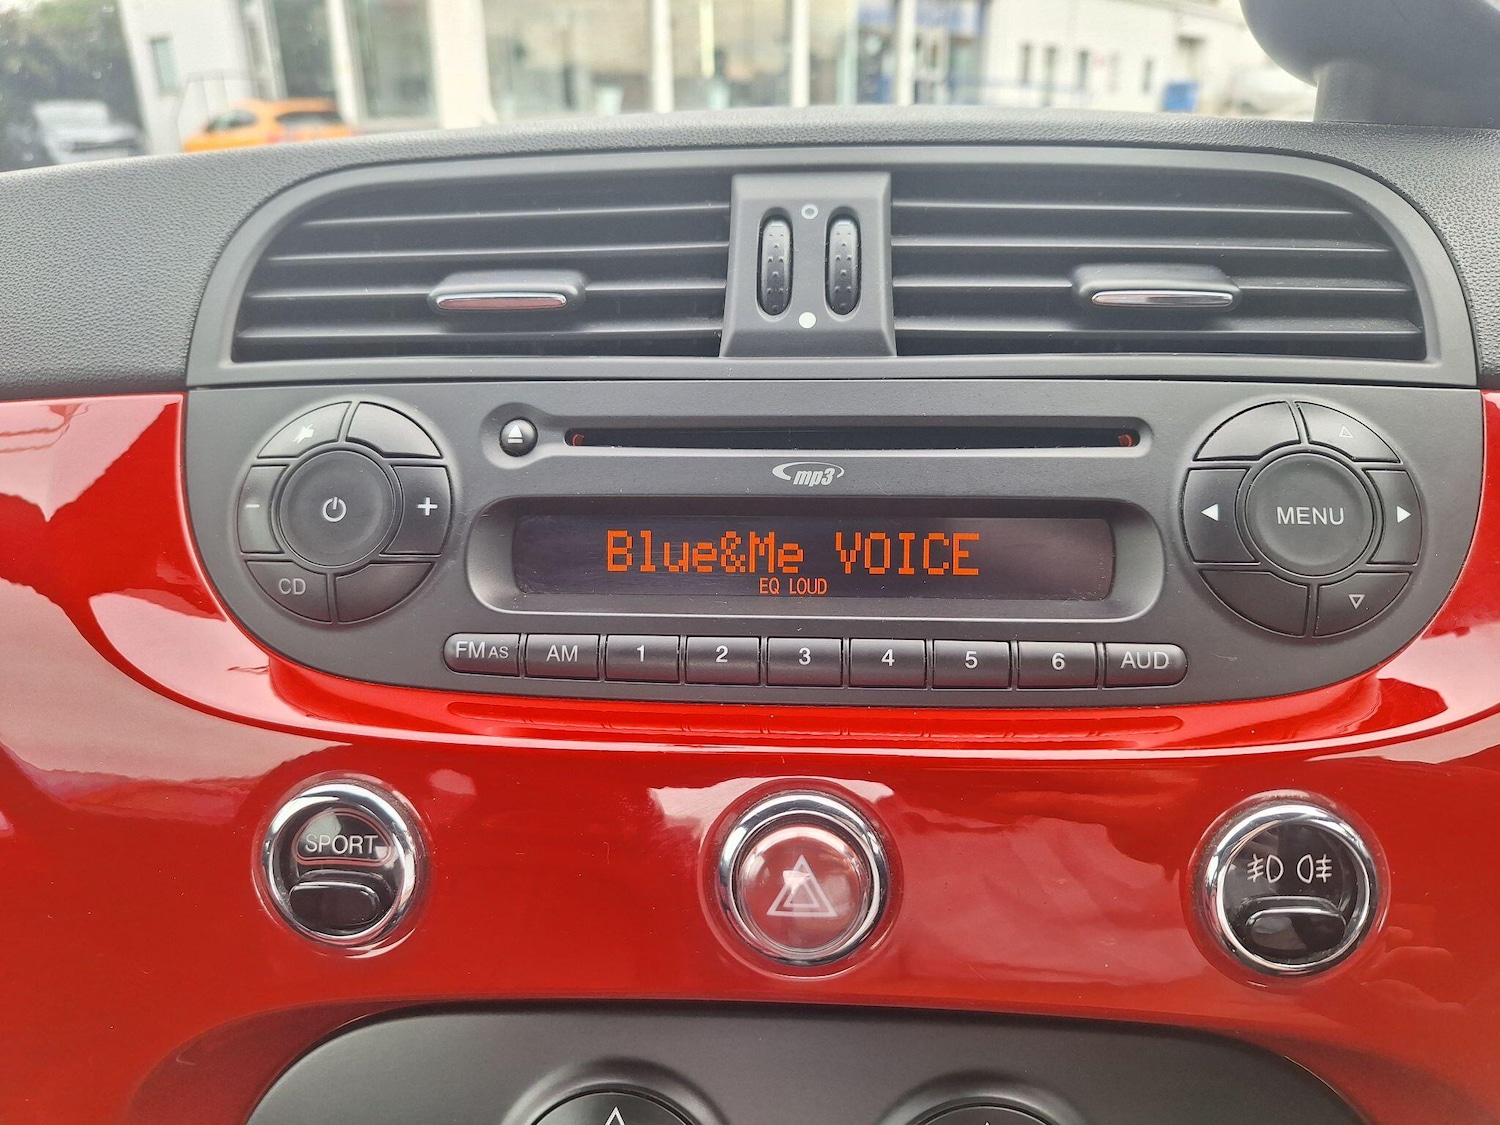 mp3
Blue&Me VOICE
EQ LOUD
MENU
CD
FM AS AM 1 2 3 4 5 6 AUD
SPORT